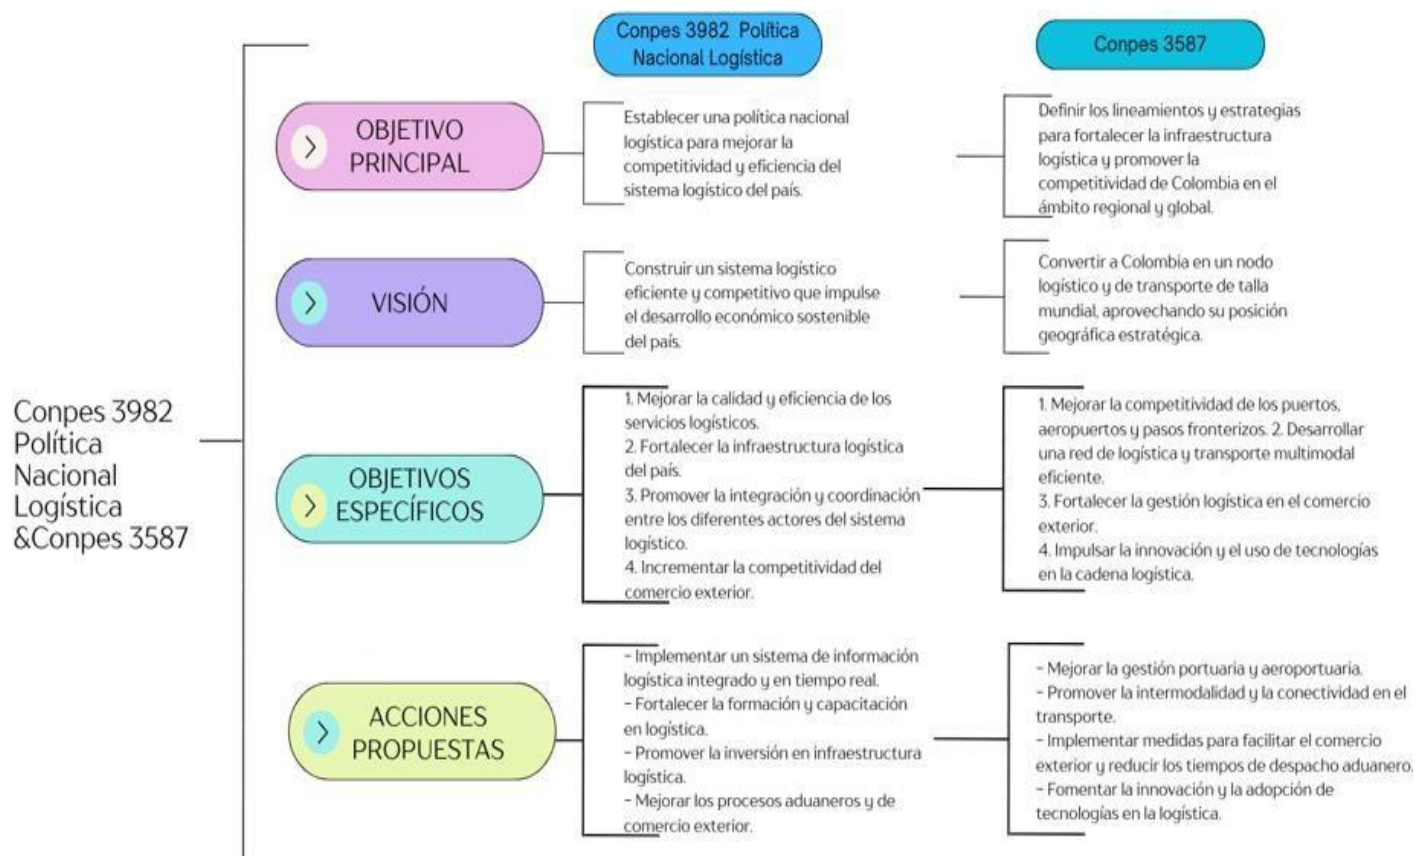 Conpes 3982
Política
Nacional
Logística
&Conpes 3587
Conpes 3982 Política
Nacional Logística
Conpes 3587
OBJETIVO
PRINCIPAL
Establecer una política nacional
logística para mejorar la
competitividad y eficiencia del
sistema logístico del país.
Definir los lineamientos y estrategias
para fortalecer la infraestructura
logística y promover la
competitividad de Colombia en el
ámbito regional y global.
VISIÓN
Construir un sistema logístico
eficiente y competitivo que impulse
el desarrollo económico sostenible
del país.
Convertir a Colombia en un nodo
logístico y de transporte de talla
mundial, aprovechando su posición
geográfica estratégica.
OBJETIVOS
ESPECÍFICOS
1. Mejorar la calidad y eficiencia de los
servicios logísticos.
2. Fortalecer la infraestructura logística
del país.
3. Promover la integración y coordinación
entre los diferentes actores del sistema
logístico.
4. Incrementar la competitividad del
comercio exterior.
1. Mejorar la competitividad de los puertos,
aeropuertos y pasos fronterizos. 2. Desarrollar
una red de logística y transporte multimodal
eficiente.
3. Fortalecer la gestión logística en el comercio
exterior.
4. Impulsar la innovación y el uso de tecnologías
en la cadena logística.
ACCIONES
PROPUESTAS
- Implementar un sistema de información
logística integrado y en tiempo real.
- Fortalecer la formación y capacitación
en logística.
- Promover la inversión en infraestructura
logística.
- Mejorar los procesos aduaneros y de
comercio exterior.
- Mejorar la gestión portuaria y aeroportuaria.
- Promover la intermodalidad y la conectividad en el
transporte.
- Implementar medidas para facilitar el comercio
exterior y reducir los tiempos de despacho aduanero.
- Fomentar la innovación y la adopción de
tecnologías en la logística.